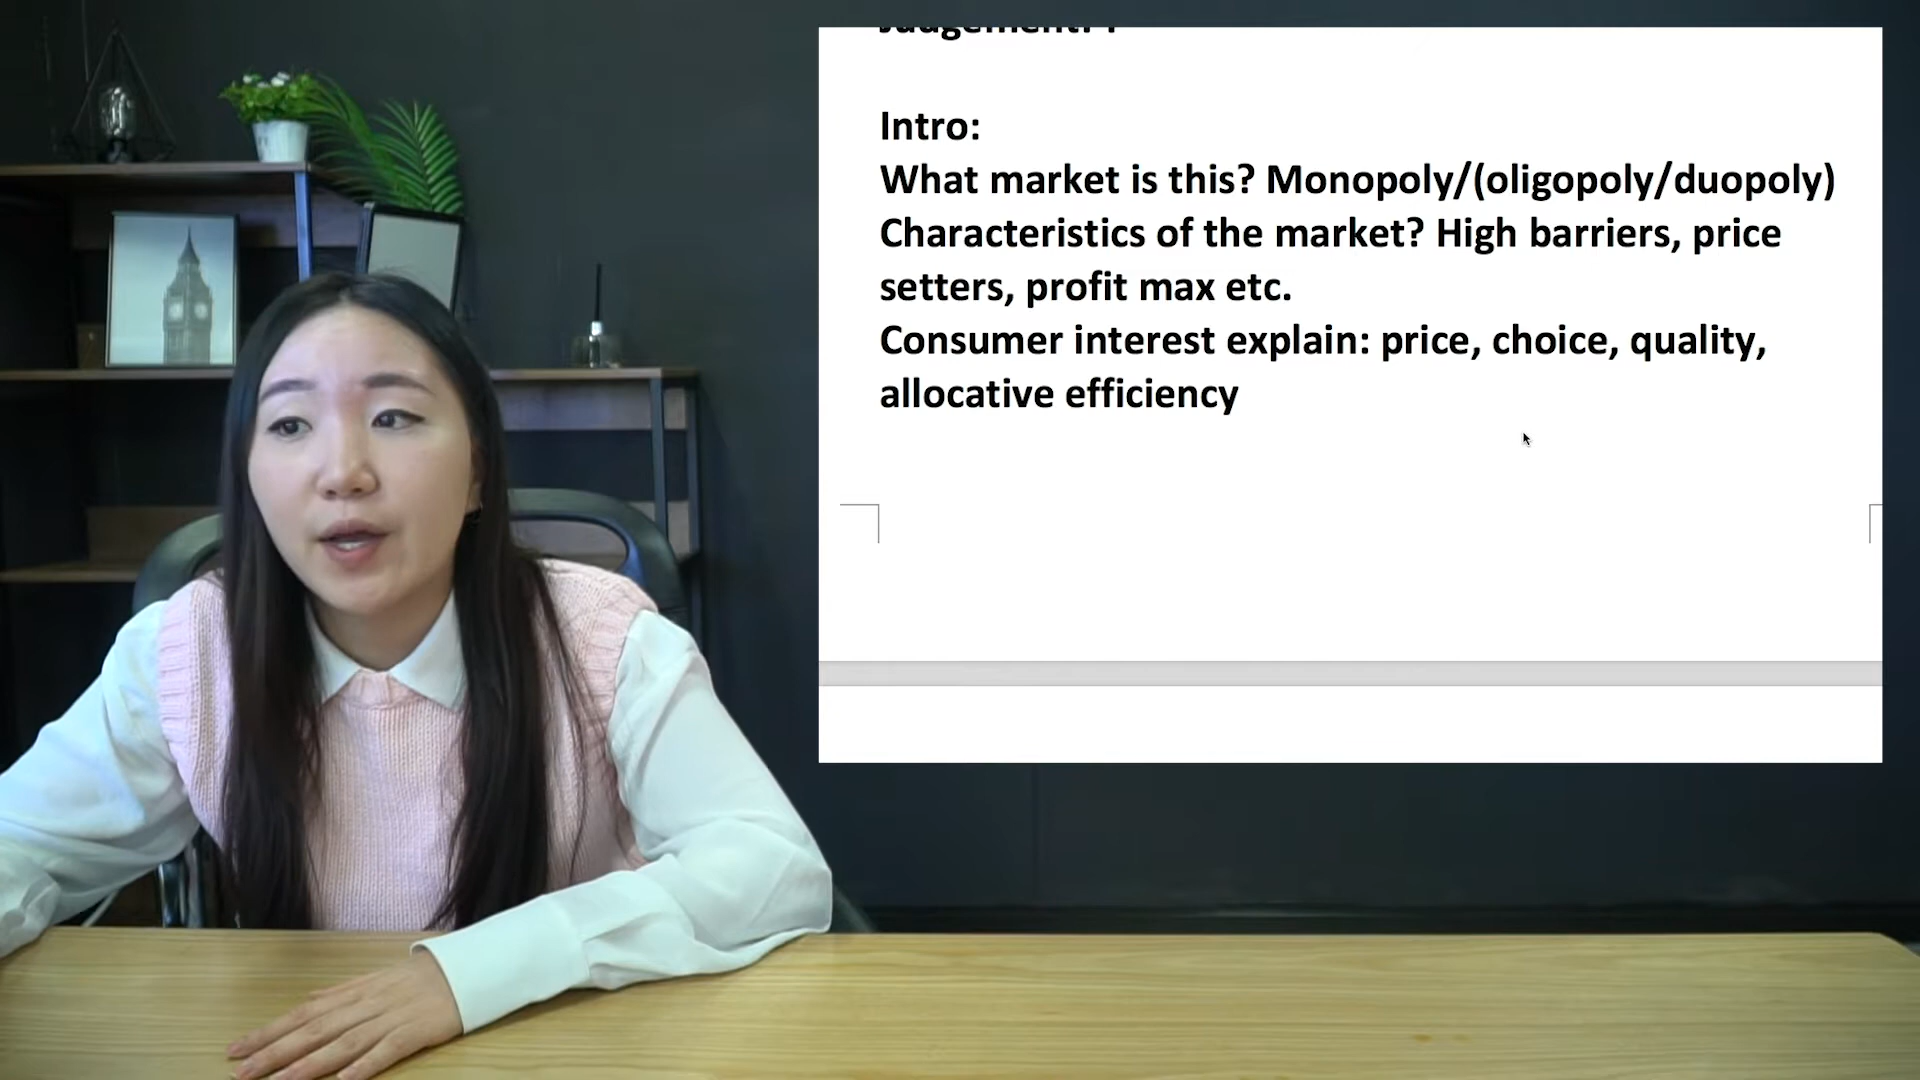 Judgement: .
Intro:
What market is this? Monopoly/(oligopoly/duopoly)
Characteristics of the market? High barriers, price
setters, profit max etc.
Consumer interest explain: price, choice, quality,
allocative efficiency